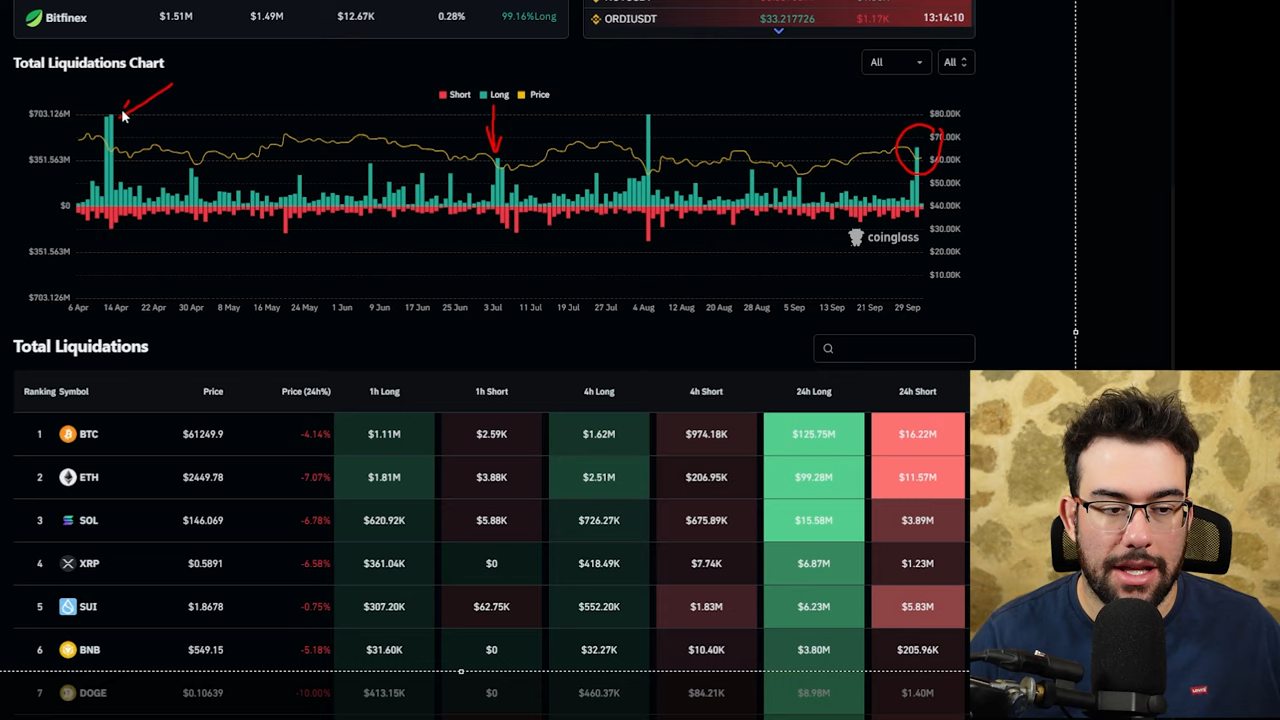 Bitfinex $1.51M $1.49M $12.67K 0.28% 99.16%Long
ORDIUSDT $33.217726 $1.17K 13:14:10
Total Liquidations Chart
All All
Short Long Price
$703.126M $80.00K
$351.563M $60.00K
$50.00K
$0 $40.00K
$30.00K
coinglass
$351.563M $20.00K
$10.00K
$703.126M
6 Apr 14 Apr 22 Apr 30 Apr 8 May 16 May 24 May 1 Jun 9 Jun 17 Jun 25 Jun 3 Jul 11 Jul 19 Jul 27 Jul 4 Aug 12 Aug 20 Aug 28 Aug 5 Sep 13 Sep 21 Sep 29 Sep
Total Liquidations
Ranking Symbol Price Price (24h%) 1h Long 1h Short 4h Long 4h Short 24h Long 24h Short
1 BTC $61249.9 -4.14% $1.11M $2.59K $1.62M $974.18K $125.75M $16.22M
2 ETH $2449.78 -7.07% $1.81M $3.88K $2.51M $206.95K $99.28M $11.57M
3 SOL $146.069 -6.78% $620.92K $5.88K $726.27K $675.89K $15.58M $3.89M
4 XRP $0.5891 -6.58% $361.04K $0 $418.49K $7.74K $6.87M $1.23M
5 SUI $1.8678 -0.75% $307.20K $62.75K $552.20K $1.83M $6.23M $5.83M
6 BNB $549.15 -5.18% $31.60K $0 $32.27K $10.40K $3.80M $205.96K
7 DOGE $0.10639 -10.00% $413.15K $0 $460.37K $84.21K $8.98M $1.40M